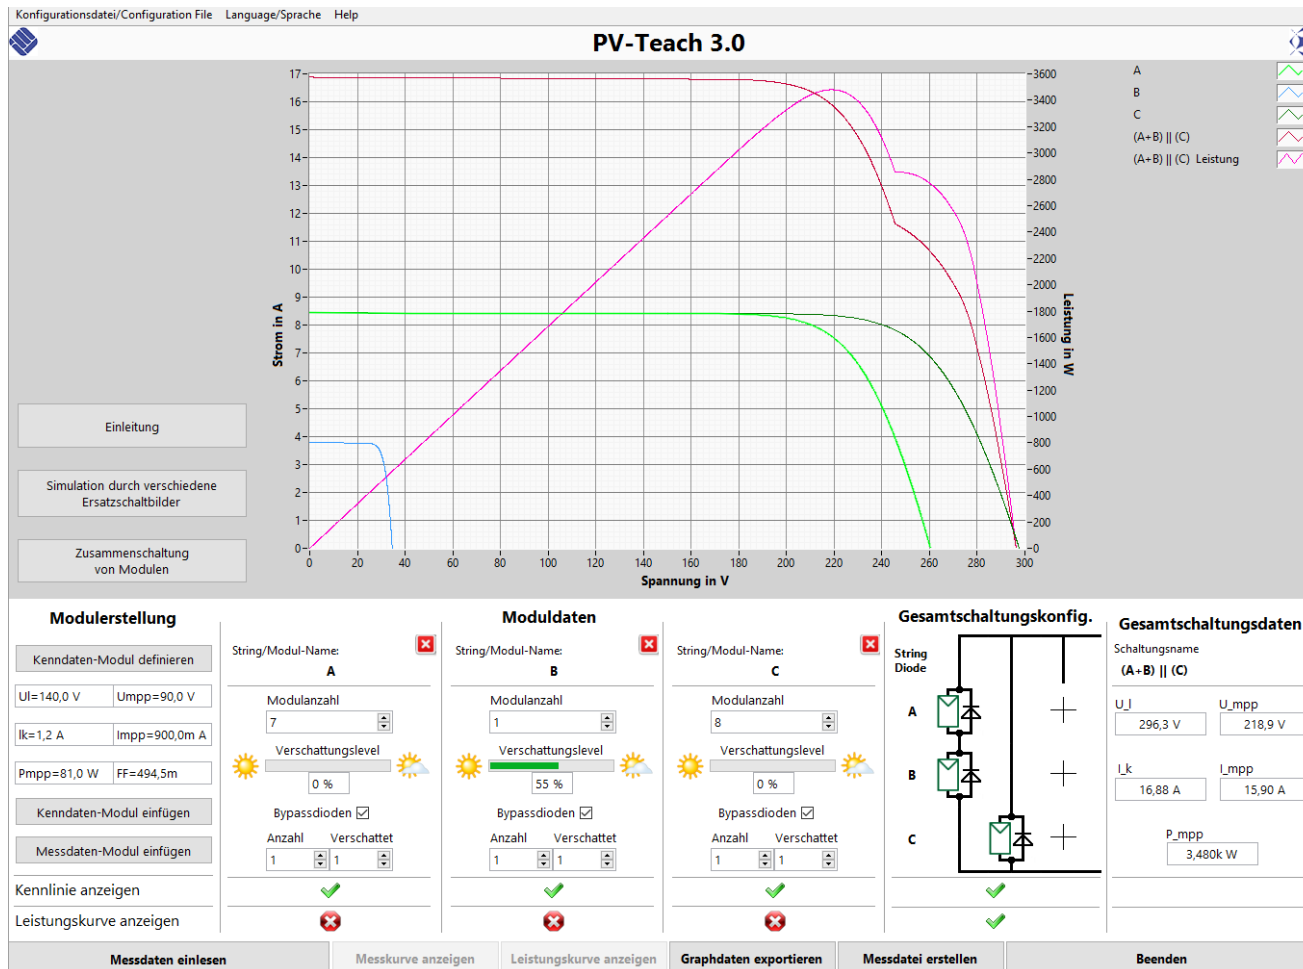 Konfigurationsdatei/Configuration File Language/Sprache Help
PV-Teach 3.0
17 16 15 14 13 12 11 10 9 8 7 6 5 4 3 2 1 0
Strom in A
3600 3400 3200 3000 2800 2600 2400 2200 2000 1800 1600 1400 1200 1000 800 600 400 200 0
Leistung in W
0 20 40 60 80 100 120 140 160 180 200 220 240 260 280 300
Spannung in V
A
B
C
(A+B) || (C)
(A+B) || (C) Leistung
Einleitung
Simulation durch verschiedene
Ersatzschaltbilder
Zusammenschaltung
von Modulen
Modulerstellung
Kenndaten-Modul definieren
Ul=140,0 V Umpp=90,0 V
Ik=1,2 A Impp=900,0m A
Pmpp=81,0 W FF=494,5m
Kenndaten-Modul einfügen
Messdaten-Modul einfügen
Kennlinie anzeigen
Leistungskurve anzeigen
Moduldaten
String/Modul-Name:
A
Modulanzahl
7
Verschattungslevel
0 %
Bypassdioden
Anzahl Verschattet
1 1
String/Modul-Name:
B
Modulanzahl
1
Verschattungslevel
55 %
Bypassdioden
Anzahl Verschattet
1 1
String/Modul-Name:
C
Modulanzahl
8
Verschattungslevel
0 %
Bypassdioden
Anzahl Verschattet
1 1
Gesamtschaltungskonfig.
String
Diode
A
B
C
Gesamtschaltungsdaten
Schaltungsname
(A+B) || (C)
U_l U_mpp
296,3 V 218,9 V
I_k I_mpp
16,88 A 15,90 A
P_mpp
3,480k W
Messdaten einlesen Messkurve anzeigen Leistungskurve anzeigen Graphdaten exportieren Messdatei erstellen Beenden